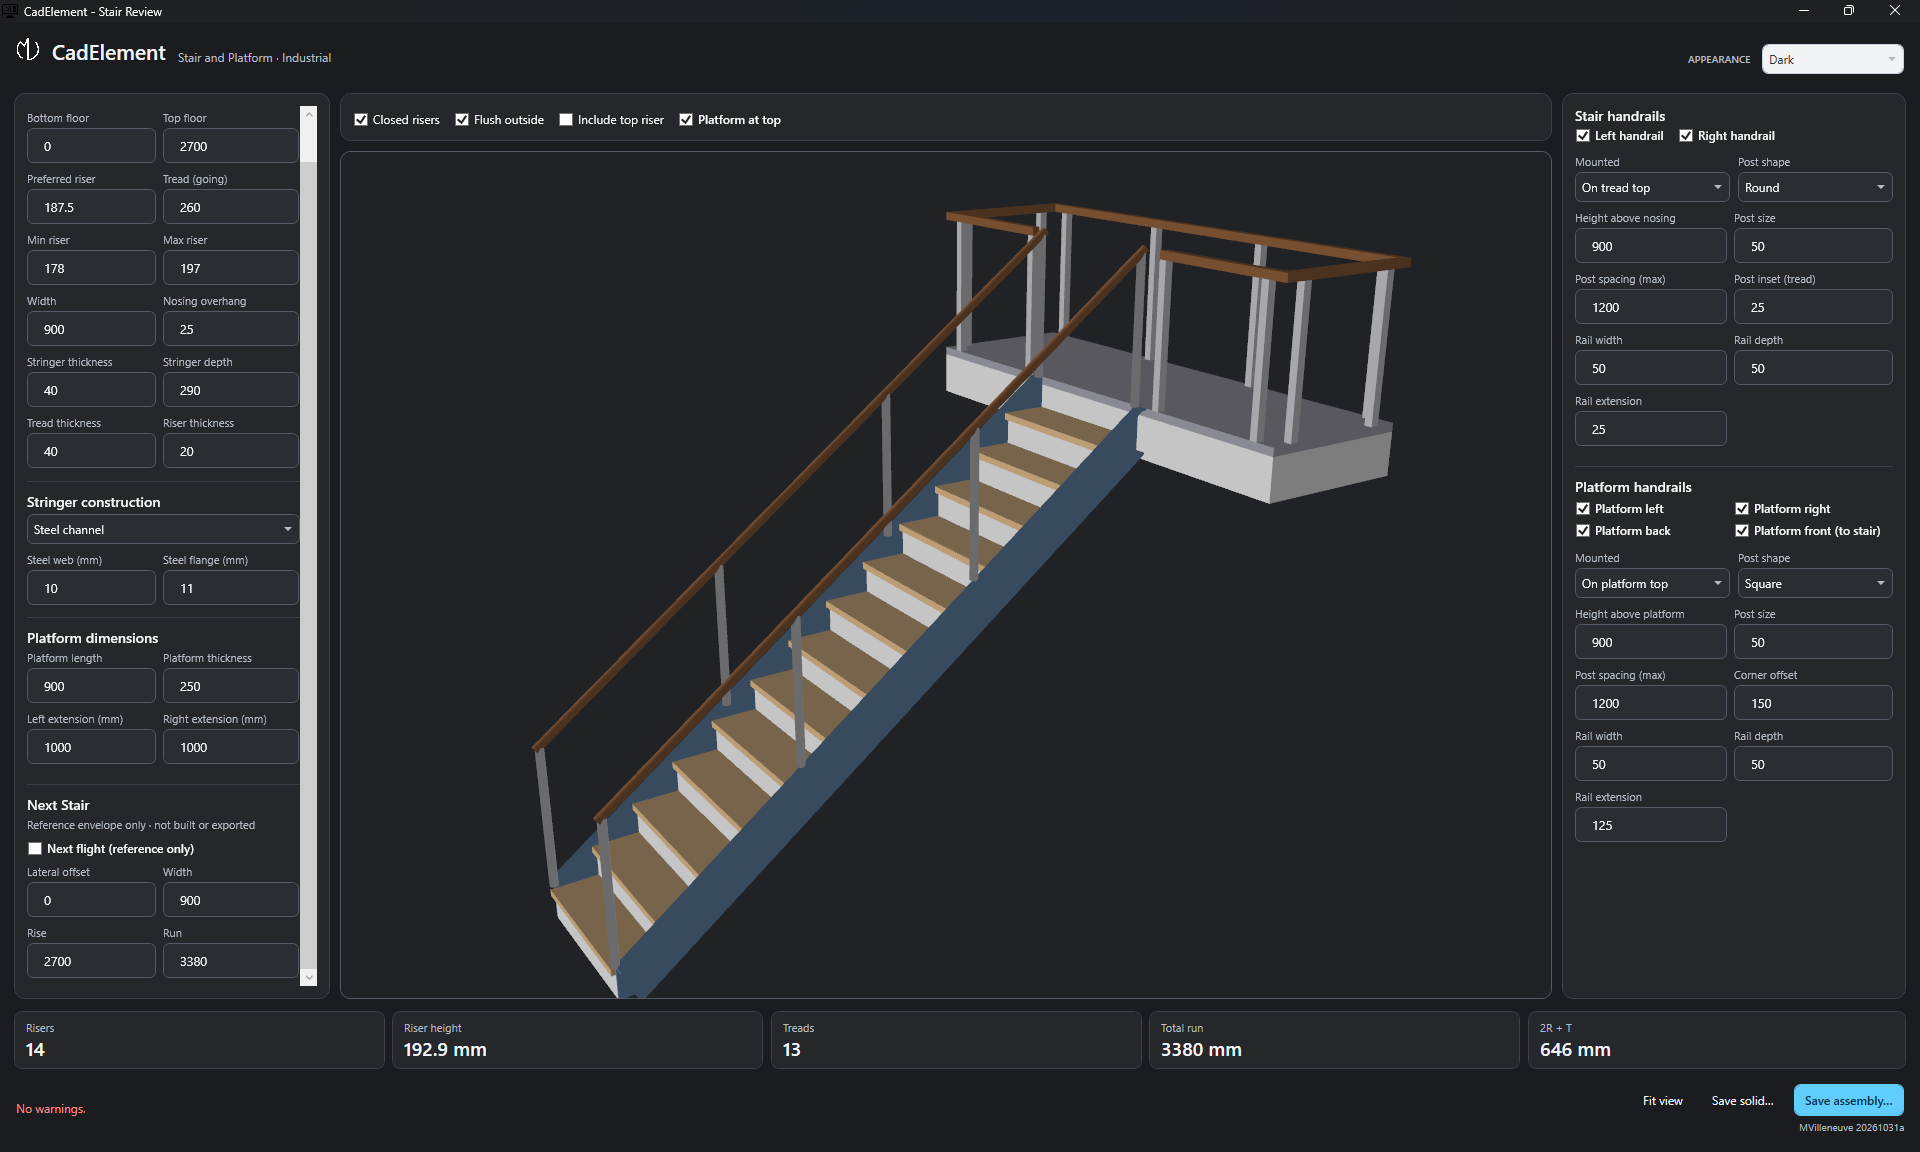 CadElement - Stair Review
CadElement Stair and Platform · Industrial
APPEARANCE Dark
Bottom floor Top floor
0 2700
Preferred riser Tread (going)
187.5 260
Min riser Max riser
178 197
Width Nosing overhang
900 25
Stringer thickness Stringer depth
40 290
Tread thickness Riser thickness
40 20
Stringer construction
Steel channel
Steel web (mm) Steel flange (mm)
10 11
Platform dimensions
Platform length Platform thickness
900 250
Left extension (mm) Right extension (mm)
1000 1000
Next Stair
Reference envelope only · not built or exported
Next flight (reference only)
Lateral offset Width
0 900
Rise Run
2700 3380
Closed risers Flush outside Include top riser Platform at top
Stair handrails
Left handrail Right handrail
Mounted Post shape
On tread top Round
Height above nosing Post size
900 50
Post spacing (max) Post inset (tread)
1200 25
Rail width Rail depth
50 50
Rail extension
25
Platform handrails
Platform left Platform right
Platform back Platform front (to stair)
Mounted Post shape
On platform top Square
Height above platform Post size
900 50
Post spacing (max) Corner offset
1200 150
Rail width Rail depth
50 50
Rail extension
125
Risers Riser height Treads Total run 2R + T
14 192.9 mm 13 3380 mm 646 mm
No warnings.
Fit view Save solid... Save assembly...
MVilleneuve 20261031a